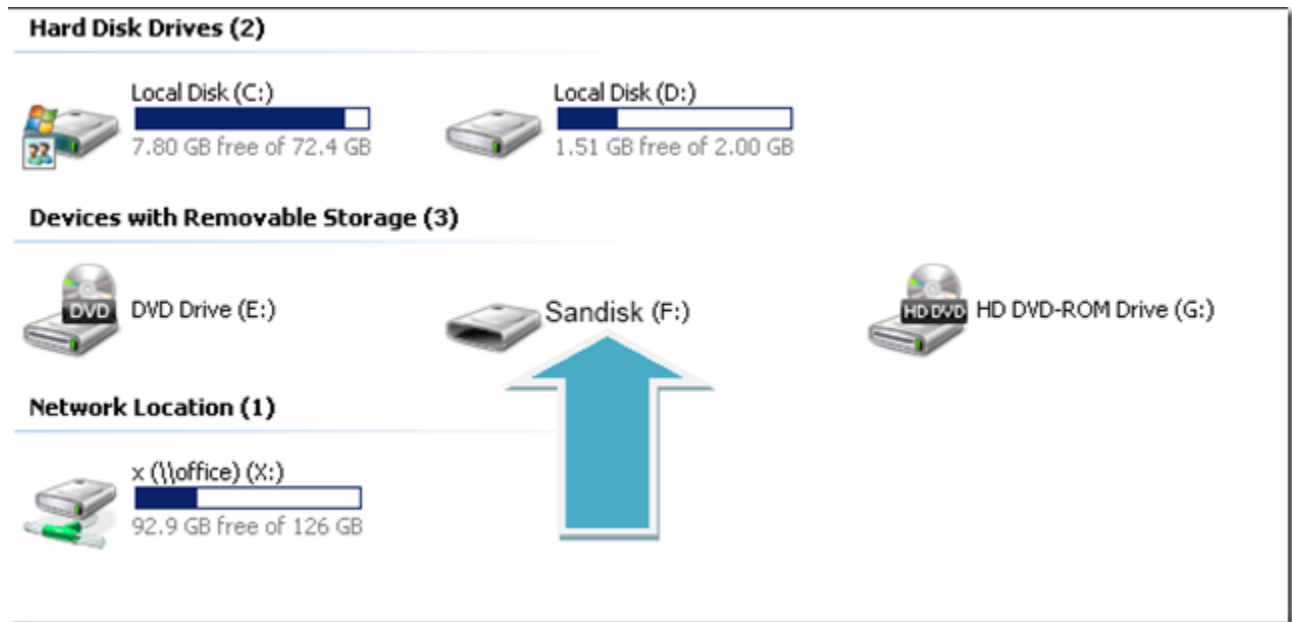 Hard Disk Drives (2)
Local Disk (C:)
7.80 GB free of 72.4 GB
Local Disk (D:)
1.51 GB free of 2.00 GB
Devices with Removable Storage (3)
DVD
DVD Drive (E:)
Sandisk (F:)
HD DVD
HD DVD-ROM Drive (G:)
Network Location (1)
x (\\office) (X:)
92.9 GB free of 126 GB